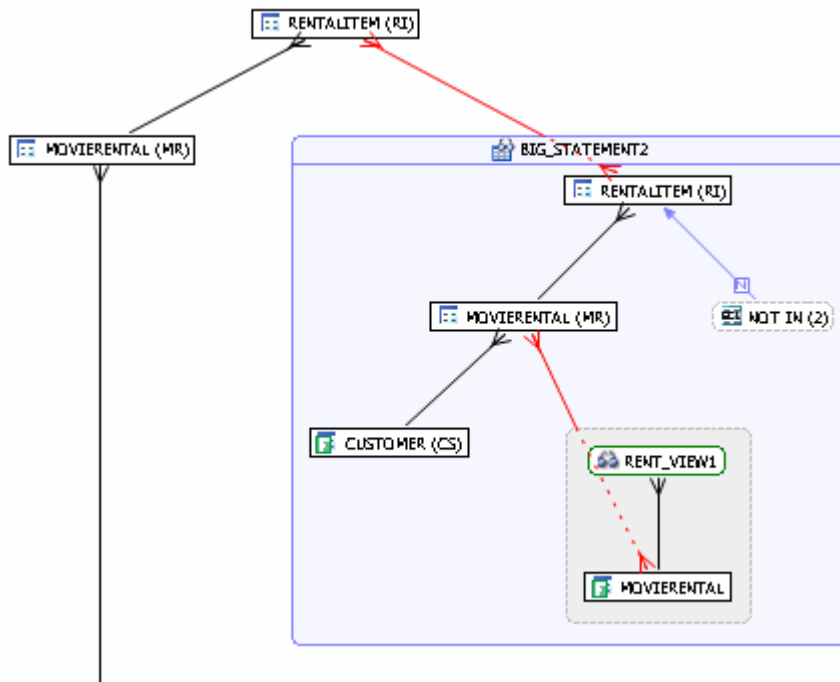 RENTALITEM (RI)
MOVIERENTAL (MR)
BIG_STATEMENT2
RENTALITEM (RI)
N
MOVIERENTAL (MR)
NOT IN (2)
CUSTOMER (CS)
RENT_VIEW1
MOVIERENTAL